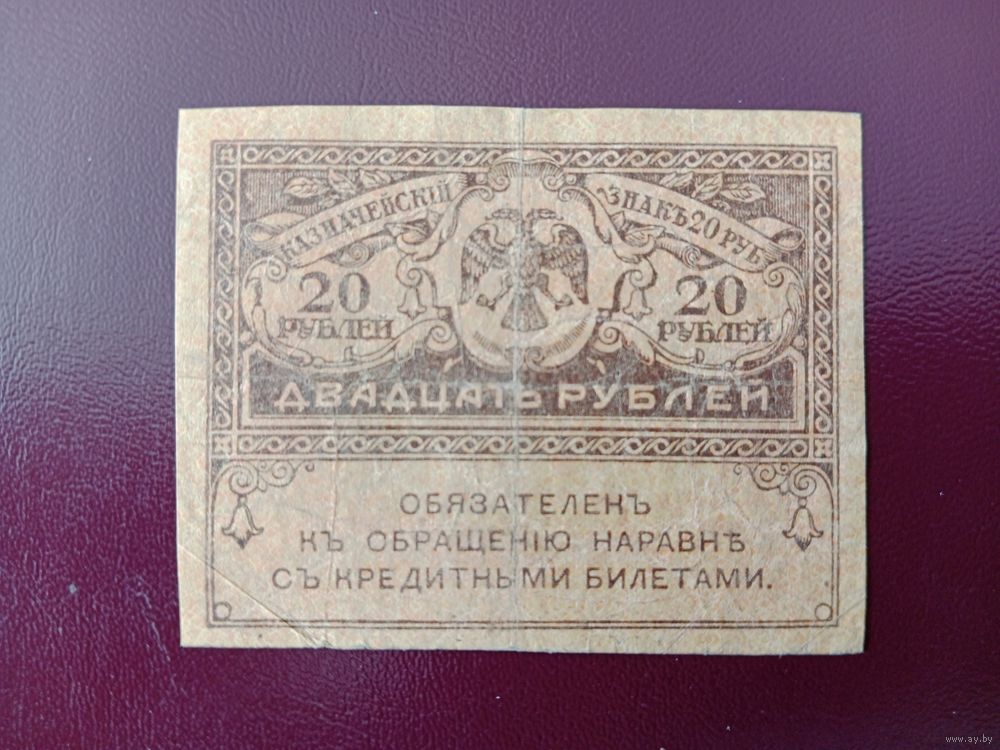 КАЗНАЧЕЙСКІЙ ЗНАКЪ 20 РУБ.
20 20
РУБЛЕЙ РУБЛЕЙ
ДВАДЦАТЬ РУБЛЕЙ
ОБЯЗАТЕЛЕНЪ
КЪ ОБРАЩЕНІЮ НАРАВНѢ
СЪ КРЕДИТНЫМИ БИЛЕТАМИ.
www.ay.by